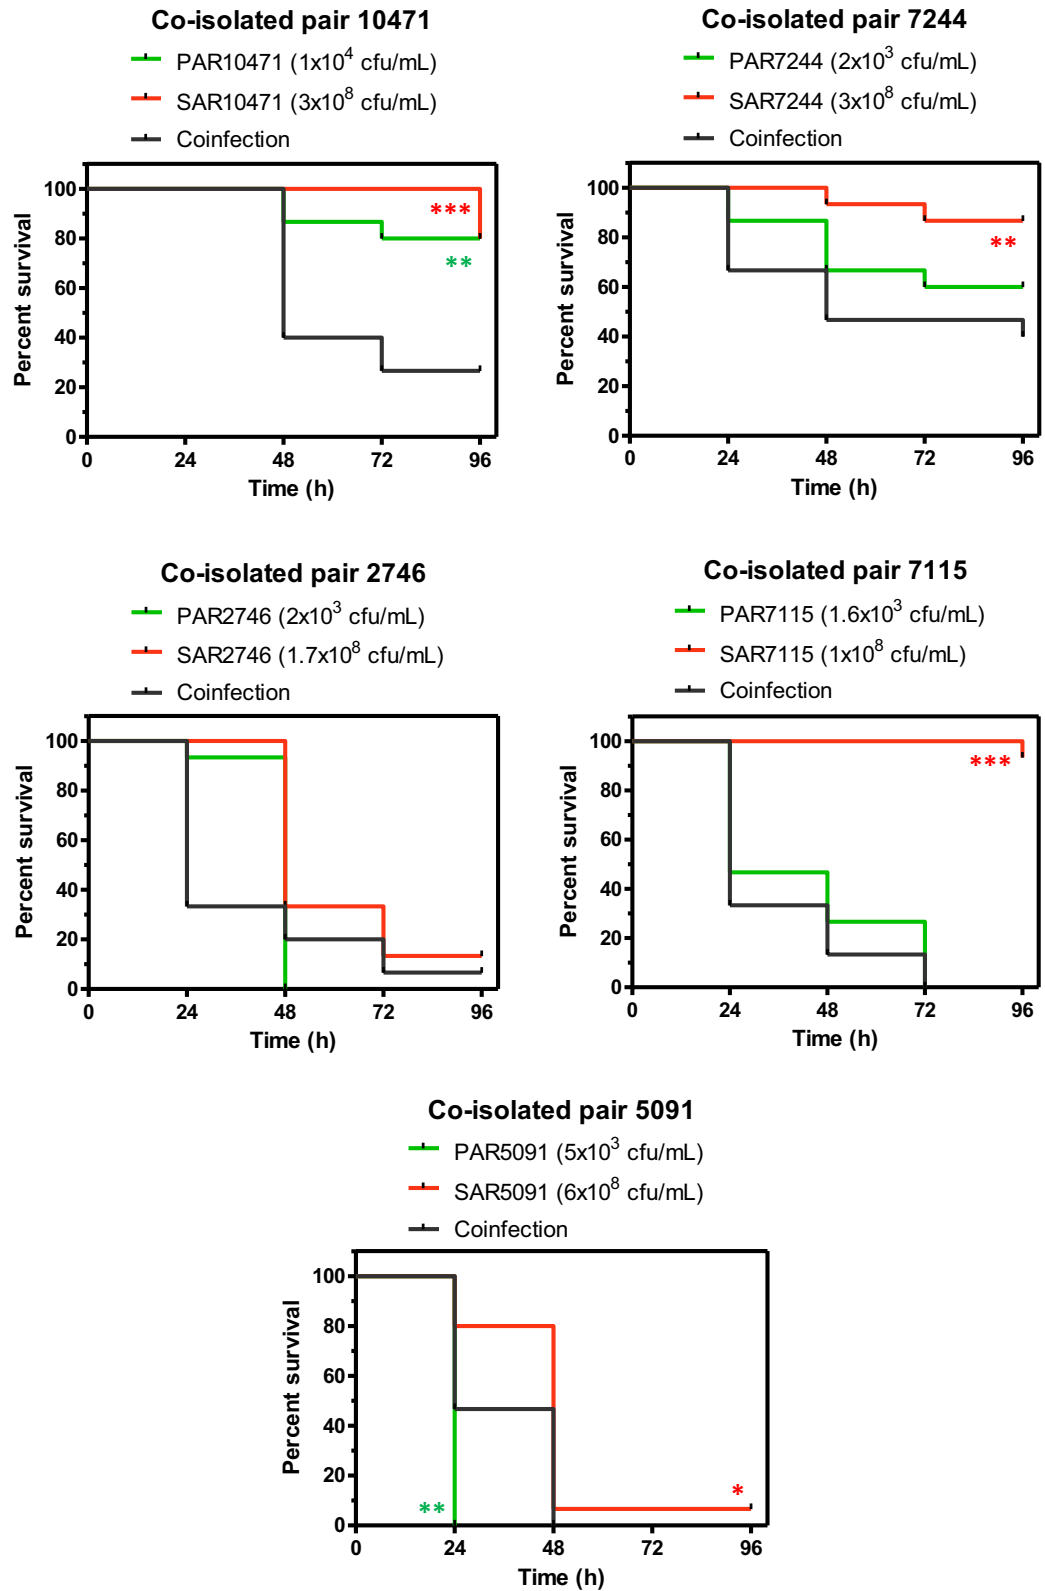 Co-isolated pair 10471
PAR10471 (1x10⁴ cfu/mL)
SAR10471 (3x10⁸ cfu/mL)
Coinfection
Percent survival
100
80
60
40
20
0
***
**
0 24 48 72 96
Time (h)
Co-isolated pair 7244
PAR7244 (2x10³ cfu/mL)
SAR7244 (3x10⁸ cfu/mL)
Coinfection
Percent survival
100
80
60
40
20
0
**
0 24 48 72 96
Time (h)
Co-isolated pair 2746
PAR2746 (2x10³ cfu/mL)
SAR2746 (1.7x10⁸ cfu/mL)
Coinfection
Percent survival
100
80
60
40
20
0
0 24 48 72 96
Time (h)
Co-isolated pair 7115
PAR7115 (1.6x10³ cfu/mL)
SAR7115 (1x10⁸ cfu/mL)
Coinfection
Percent survival
100
80
60
40
20
0
***
0 24 48 72 96
Time (h)
Co-isolated pair 5091
PAR5091 (5x10³ cfu/mL)
SAR5091 (6x10⁸ cfu/mL)
Coinfection
Percent survival
100
80
60
40
20
0
**
*
0 24 48 72 96
Time (h)